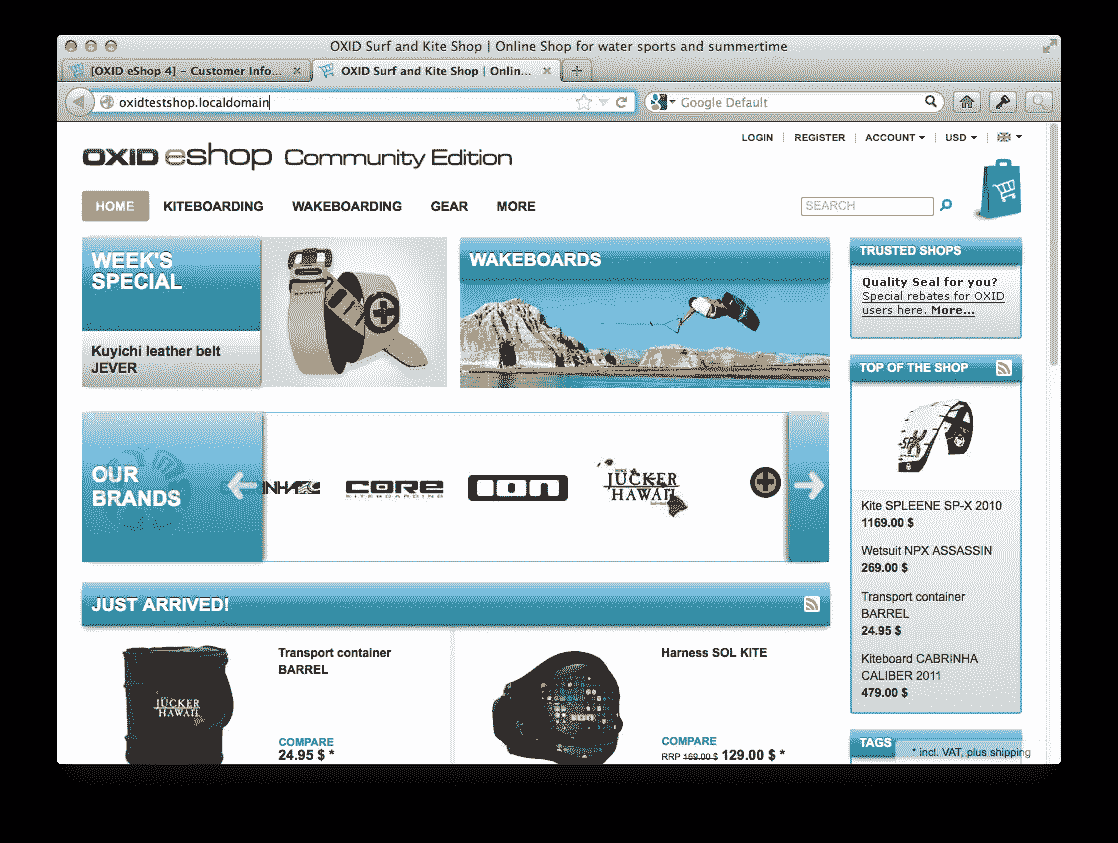 OXID Surf and Kite Shop | Online Shop for water sports and summertime
[OXID eShop 4] – Customer Info...
OXID Surf and Kite Shop | Onlin...
oxidtestshop.localdomain
Google Default
LOGIN
REGISTER
ACCOUNT
USD
OXID eshop Community Edition
HOME
KITEBOARDING
WAKEBOARDING
GEAR
MORE
SEARCH
WEEK'S
SPECIAL
Kuyichi leather belt
JEVER
WAKEBOARDS
TRUSTED SHOPS
Quality Seal for you?
Special rebates for OXID
users here. More...
OUR
BRANDS
CORE
KITEBOARDING
ION
JUCKER
HAWAII
TOP OF THE SHOP
Kite SPLEENE SP-X 2010
1169.00 $
Wetsuit NPX ASSASSIN
269.00 $
Transport container
BARREL
24.95 $
Kiteboard CABRINHA
CALIBER 2011
479.00 $
JUST ARRIVED!
JUCKER
HAWAII
Transport container
BARREL
COMPARE
24.95 $ *
ION
Harness SOL KITE
COMPARE
RRP 169.00 $ 129.00 $ *
TAGS
* incl. VAT, plus shipping